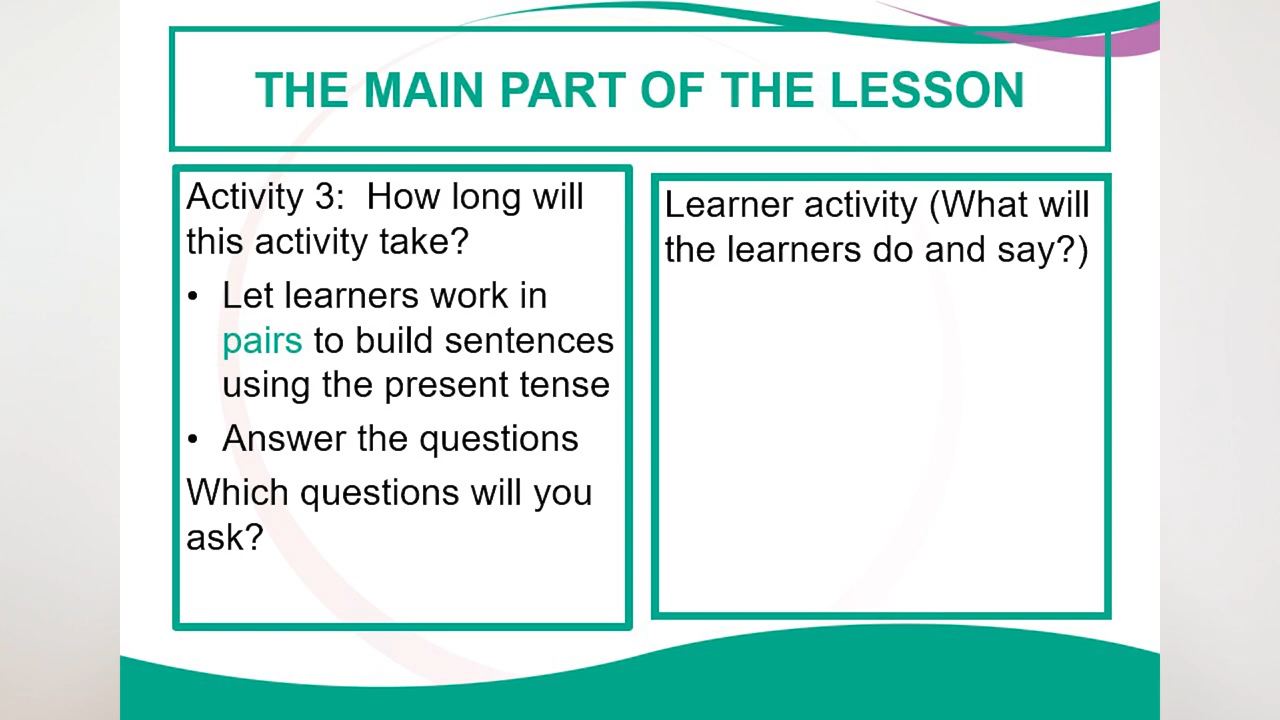 THE MAIN PART OF THE LESSON
Activity 3:  How long will
this activity take?
• Let learners work in
pairs to build sentences
using the present tense
• Answer the questions
Which questions will you
ask?
Learner activity (What will
the learners do and say?)